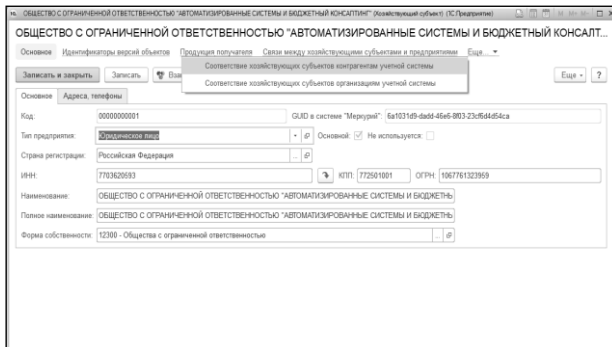 ОБЩЕСТВО С ОГРАНИЧЕННОЙ ОТВЕТСТВЕННОСТЬЮ "АВТОМАТИЗИРОВАННЫЕ СИСТЕМЫ И БЮДЖЕТНЫЙ КОНСАЛТИНГ" (Хозяйствующий субъект) (1С:Предприятие) M M+ M-
ОБЩЕСТВО С ОГРАНИЧЕННОЙ ОТВЕТСТВЕННОСТЬЮ "АВТОМАТИЗИРОВАННЫЕ СИСТЕМЫ И БЮДЖЕТНЫЙ КОНСАЛТ...
Основное Идентификаторы версий объектов Продукция получателя Связи между хозяйствующими субъектами и предприятиями Еще...
Соответствие хозяйствующих субъектов контрагентам учетной системы
Записать и закрыть Записать Вза Еще ?
Соответствие хозяйствующих субъектов организациям учетной системы
Основное Адреса, телефоны
Код: 00000000001 GUID в системе "Меркурий": 6a1031d9-dadd-46e6-8f03-23cf6d4d54ca
Тип предприятия: Юридическое лицо Основной: Не используется:
Страна регистрации: Российская Федерация ...
ИНН: 7703620593 КПП: 772501001 ОГРН: 1067761323959
Наименование: ОБЩЕСТВО С ОГРАНИЧЕННОЙ ОТВЕТСТВЕННОСТЬЮ "АВТОМАТИЗИРОВАННЫЕ СИСТЕМЫ И БЮДЖЕТНЬ
Полное наименование: ОБЩЕСТВО С ОГРАНИЧЕННОЙ ОТВЕТСТВЕННОСТЬЮ "АВТОМАТИЗИРОВАННЫЕ СИСТЕМЫ И БЮДЖЕТНЬ
Форма собственности: 12300 - Общества с ограниченной ответственностью ...